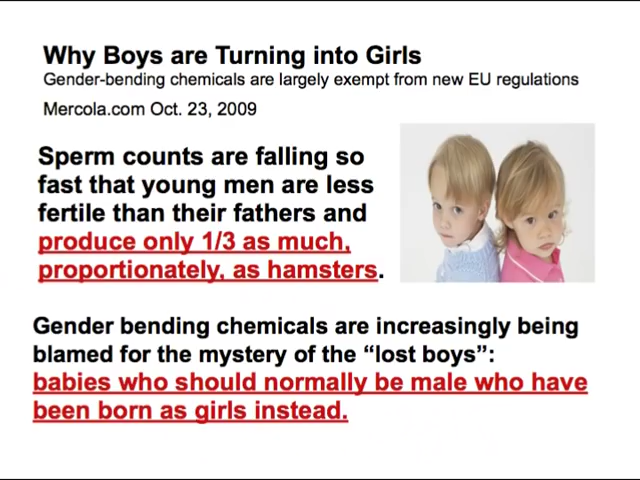 Why Boys are Turning into Girls
Gender-bending chemicals are largely exempt from new EU regulations
Mercola.com Oct. 23, 2009
Sperm counts are falling so
fast that young men are less
fertile than their fathers and
produce only 1/3 as much,
proportionately, as hamsters.
Gender bending chemicals are increasingly being
blamed for the mystery of the “lost boys”:
babies who should normally be male who have
been born as girls instead.